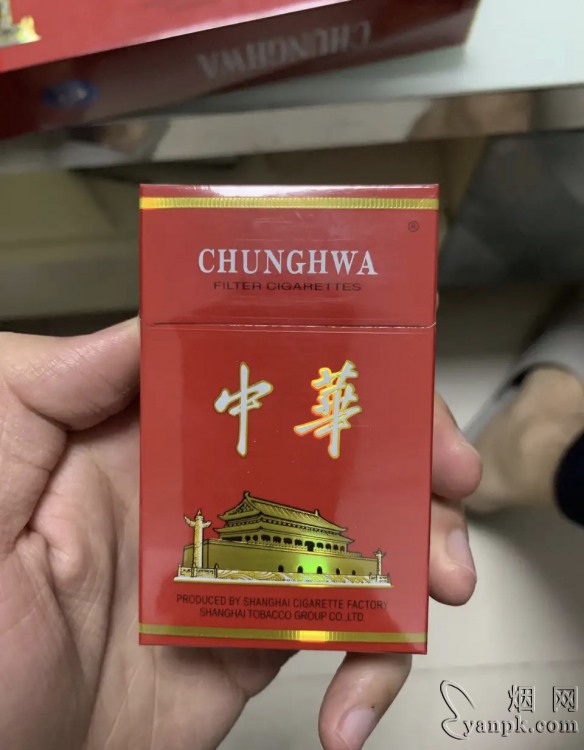 CHUNGHWA
CHUNGHWA
®
FILTER CIGARETTES
中華
PRODUCED BY SHANGHAI CIGARETTE FACTORY
SHANGHAI TOBACCO GROUP CO.,LTD.
烟网
yanpk.com